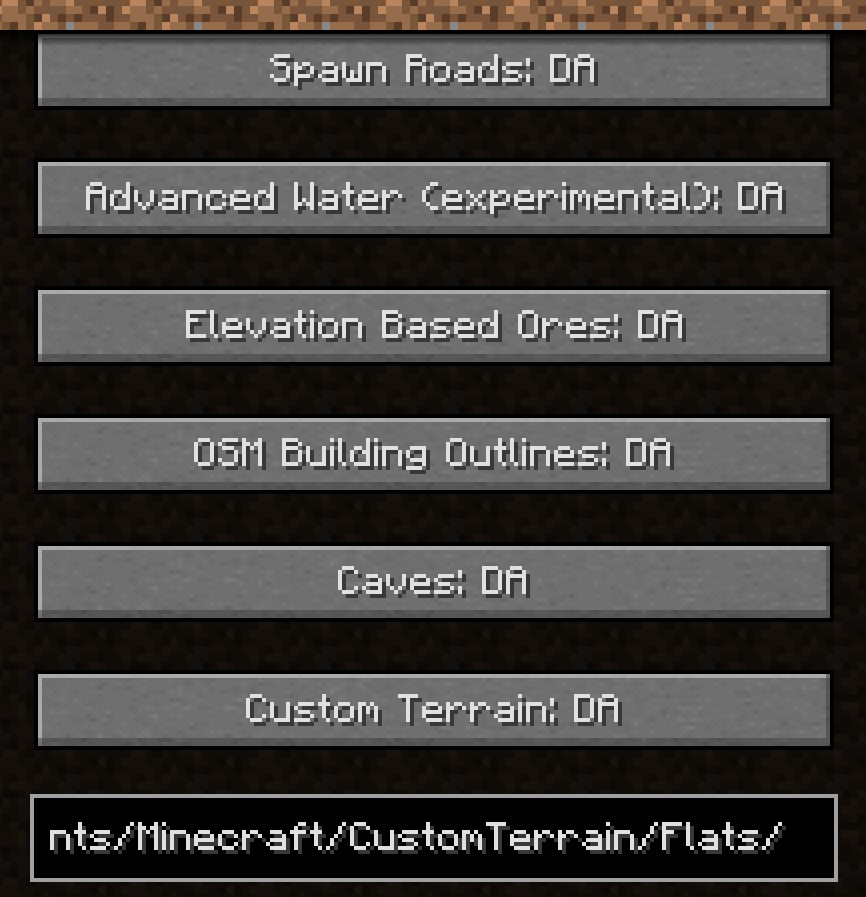 Spawn Roads: DA
Advanced Water (experimental): DA
Elevation Based Ores: DA
OSM Building Outlines: DA
Caves: DA
Custom Terrain: DA
nts/Minecraft/CustomTerrain/Flats/